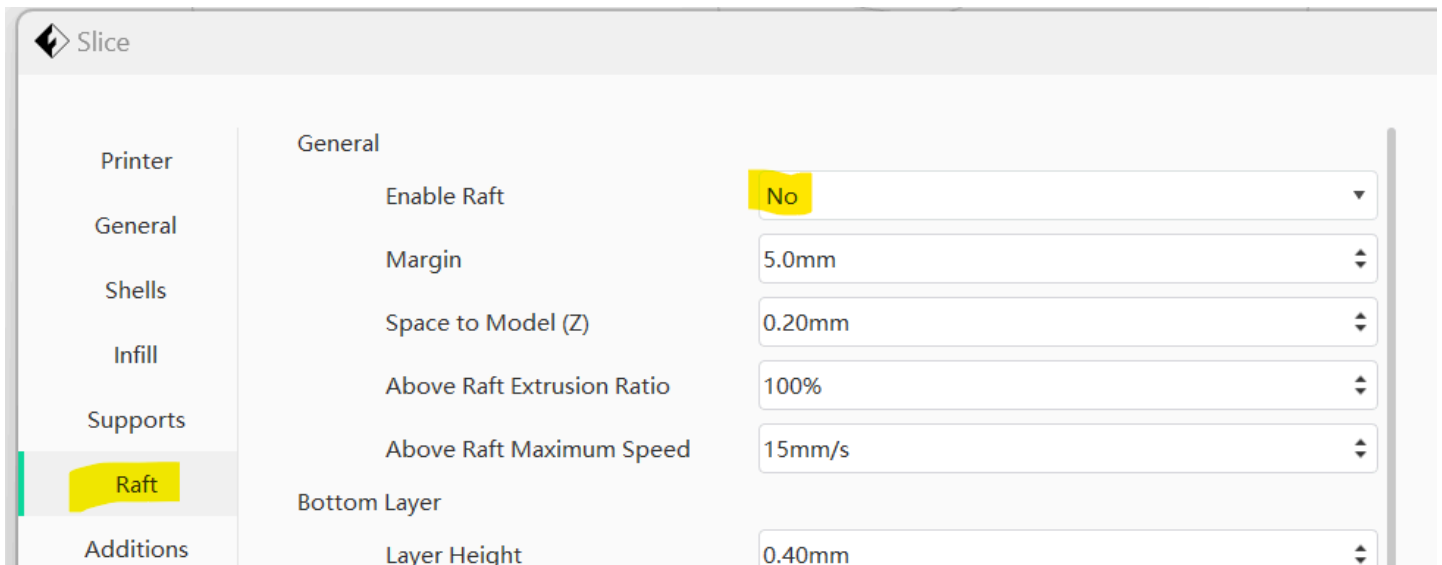 Slice
Printer
General
Shells
Infill
Supports
Raft
Additions
General
Enable Raft No
Margin 5.0mm
Space to Model (Z) 0.20mm
Above Raft Extrusion Ratio 100%
Above Raft Maximum Speed 15mm/s
Bottom Layer
Layer Height 0.40mm